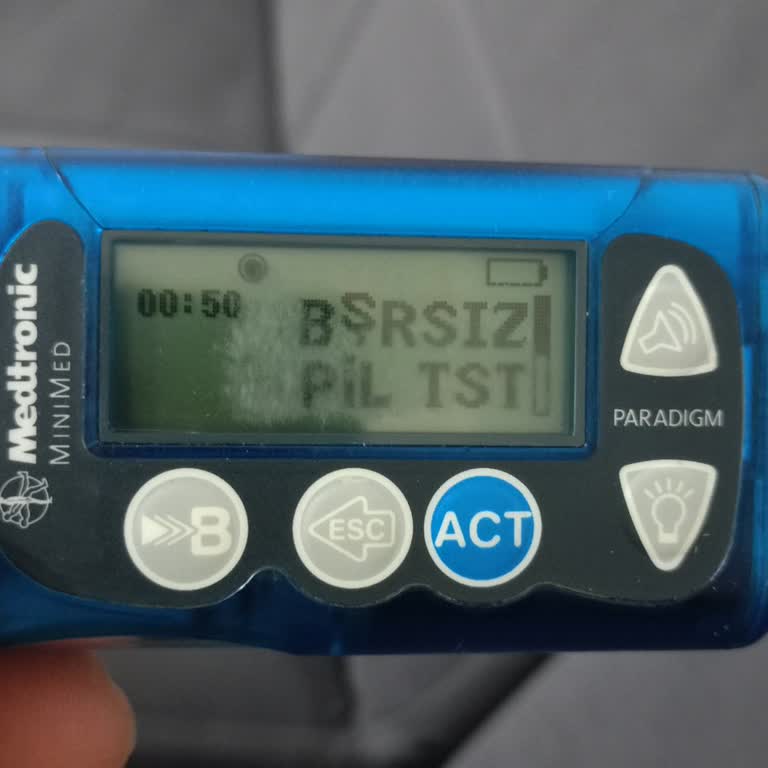 Medtronic
MINIMED
00:50
BŞRSIZ
PİL TST
PARADIGM
B
ESC
ACT